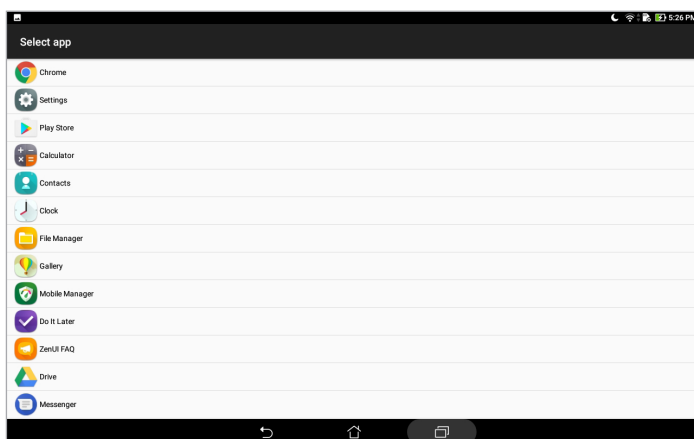 5:26 PM
Select app
Chrome
Settings
Play Store
Calculator
Contacts
Clock
File Manager
Gallery
Mobile Manager
Do It Later
ZenUI FAQ
Drive
Messenger